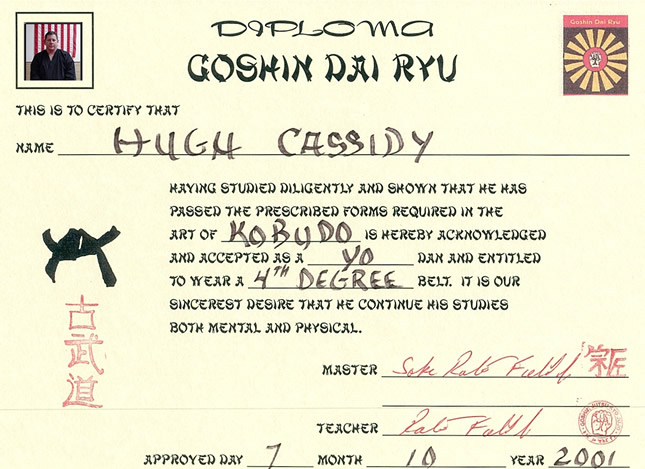 DIPLOMA
GOSHIN DAI RYU
Goshin Dai Ryu
THIS IS TO CERTIFY THAT
NAME HUGH CASSIDY
HAVING STUDIED DILIGENTLY AND SHOWN THAT HE HAS
PASSED THE PRESCRIBED FORMS REQUIRED IN THE
ART OF KOBUDO IS HEREBY ACKNOWLEDGED
AND ACCEPTED AS A YO DAN AND ENTITLED
TO WEAR A 4TH DEGREE BELT. IT IS OUR
SINCEREST DESIRE THAT HE CONTINUE HIS STUDIES
BOTH MENTAL AND PHYSICAL.
古武道
MASTER Soke
TEACHER
APPROVED DAY 7 MONTH 10 YEAR 2001